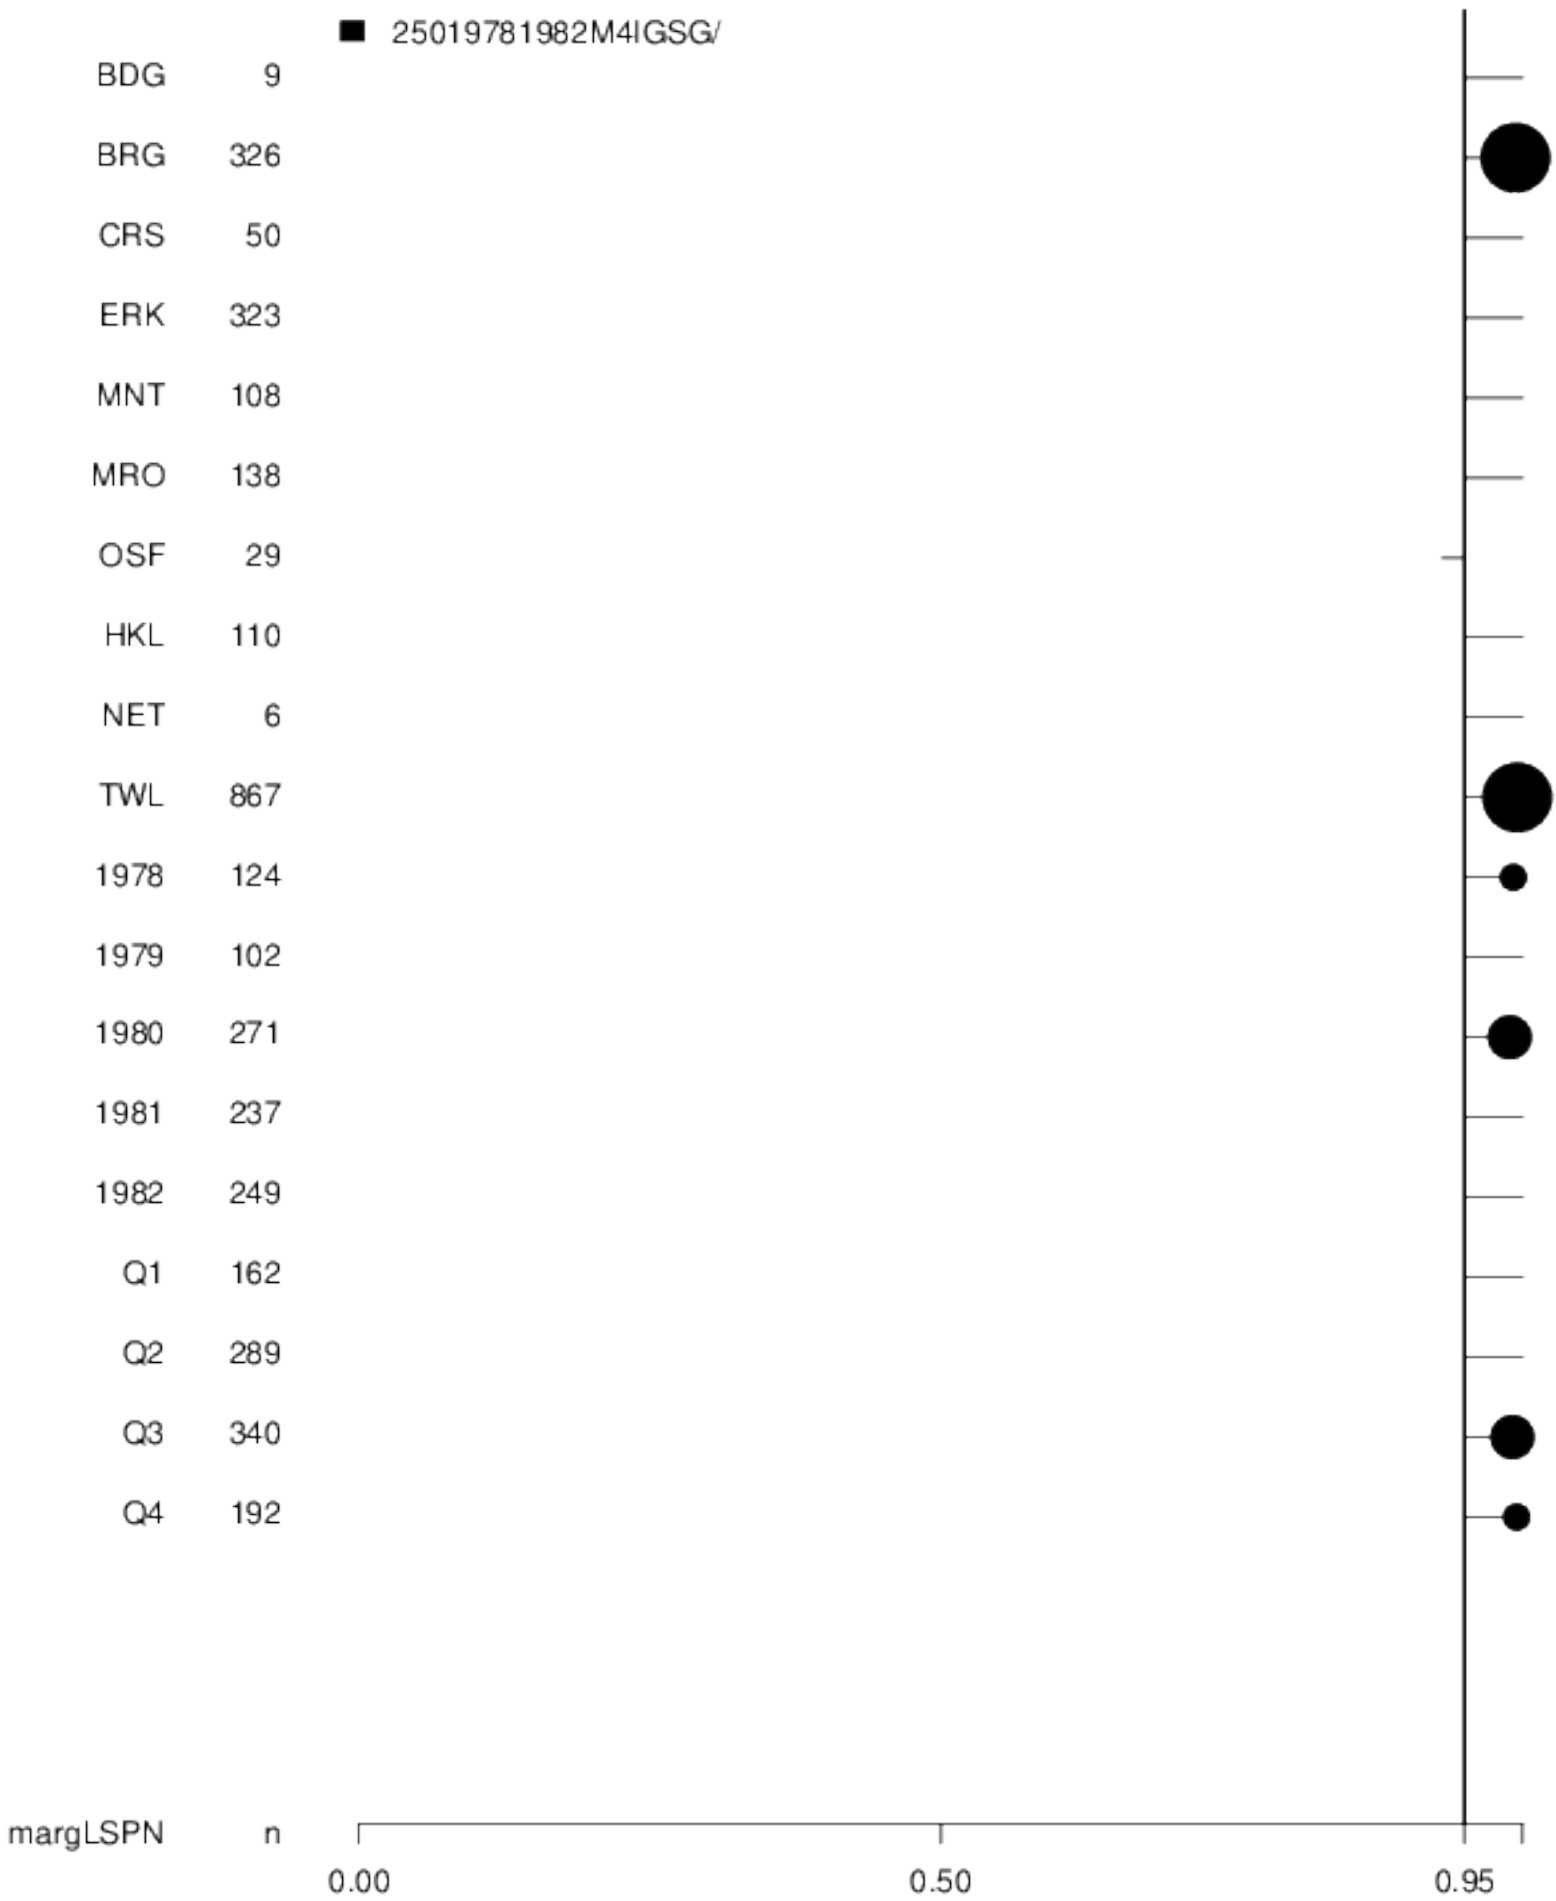 25019781982M4IGSG/
BDG 9
BRG 326
CRS 50
ERK 323
MNT 108
MRO 138
OSF 29
HKL 110
NET 6
TWL 867
1978 124
1979 102
1980 271
1981 237
1982 249
Q1 162
Q2 289
Q3 340
Q4 192
margLSPN n
0.00 0.50 0.95